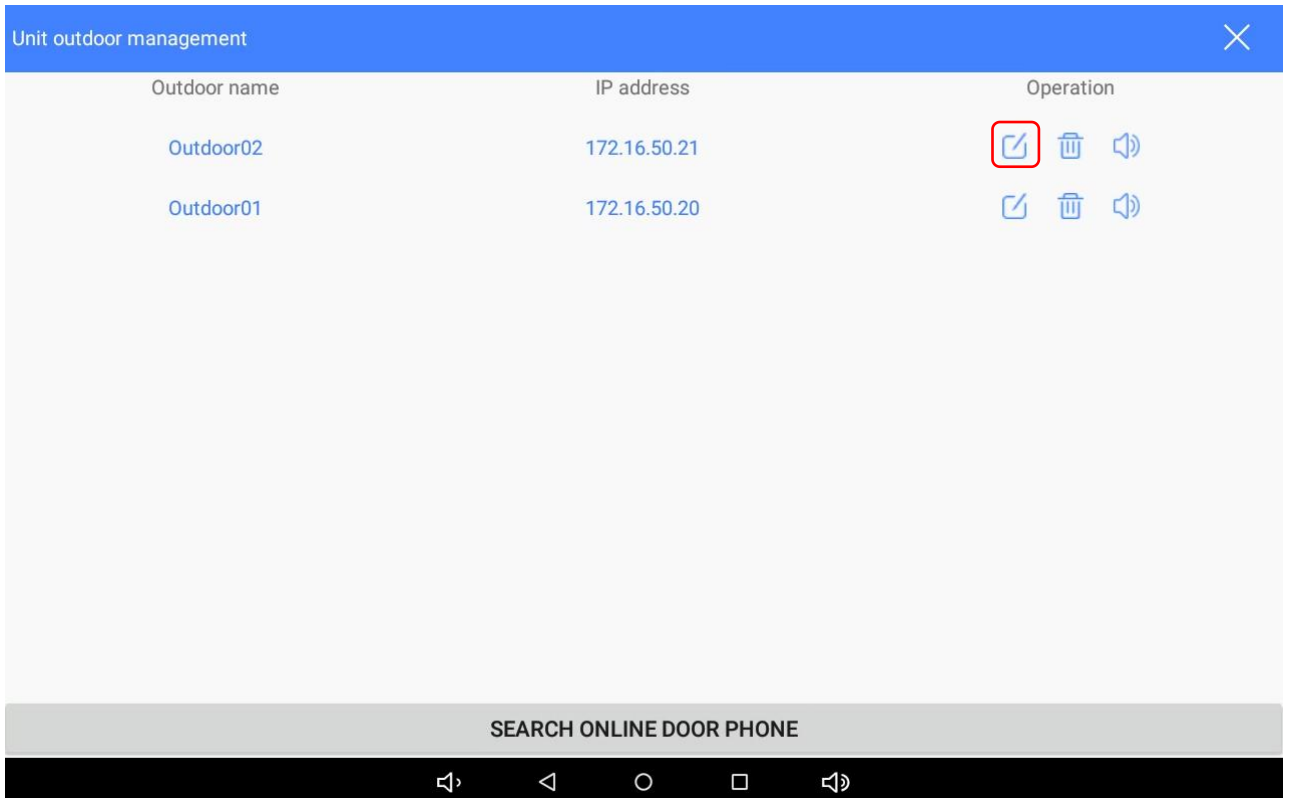 Unit outdoor management
Outdoor name IP address Operation
Outdoor02 172.16.50.21
Outdoor01 172.16.50.20
SEARCH ONLINE DOOR PHONE